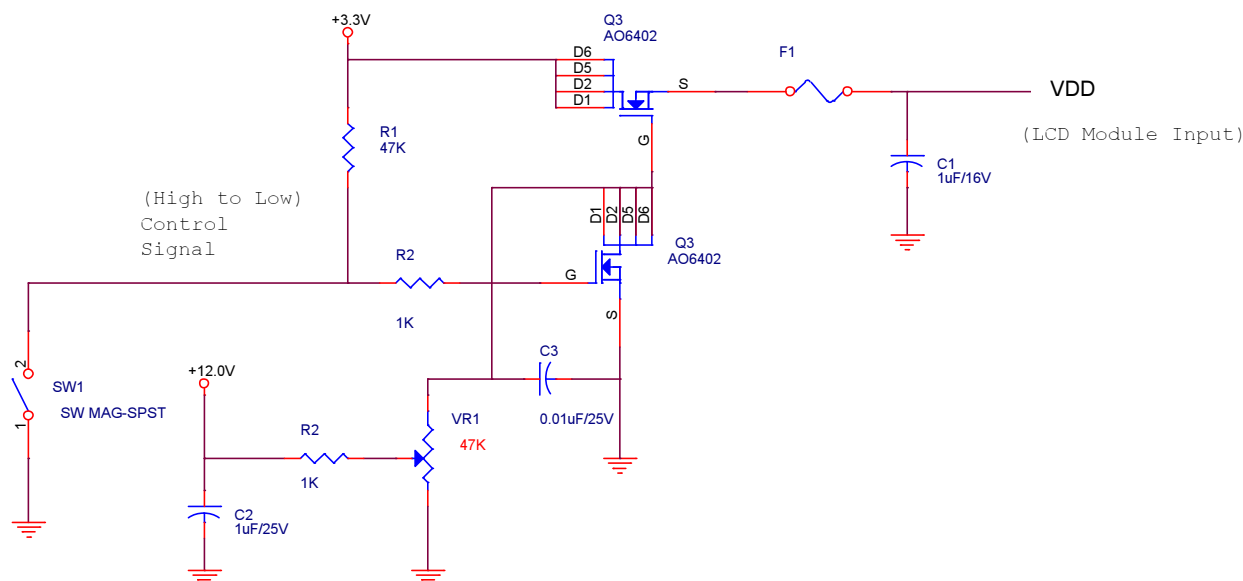 +3.3V
Q3
AO6402
D6
D5
D2
D1
S
G
F1
VDD
(LCD Module Input)
C1
1uF/16V
R1
47K
(High to Low)
Control
Signal
D1
D2
D5
D6
Q3
AO6402
G
S
R2
1K
2
1
SW1
SW MAG-SPST
+12.0V
C3
0.01uF/25V
VR1
47K
R2
1K
C2
1uF/25V